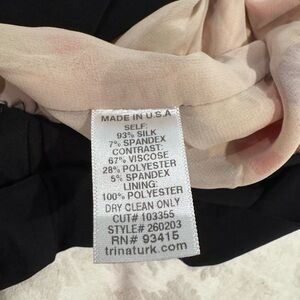 MADE IN U.S.A
SELF:
93% SILK
7% SPANDEX
CONTRAST:
67% VISCOSE
28% POLYESTER
5% SPANDEX
LINING:
100% POLYESTER
DRY CLEAN ONLY
CUT# 103355
STYLE# 260203
RN# 93415
trinaturk.com